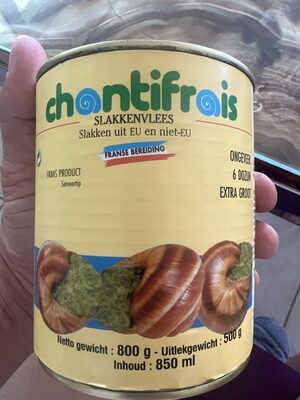 chantifrais
SLAKKENVLEES
Slakken uit EU en niet-EU
FRANSE BEREIDING
FRANS PRODUCT
Serveertip
ONGEVEER
6 DOZIJN
EXTRA GROOT
Netto gewicht : 800 g - Uitlekgewicht : 500 g
Inhoud : 850 ml